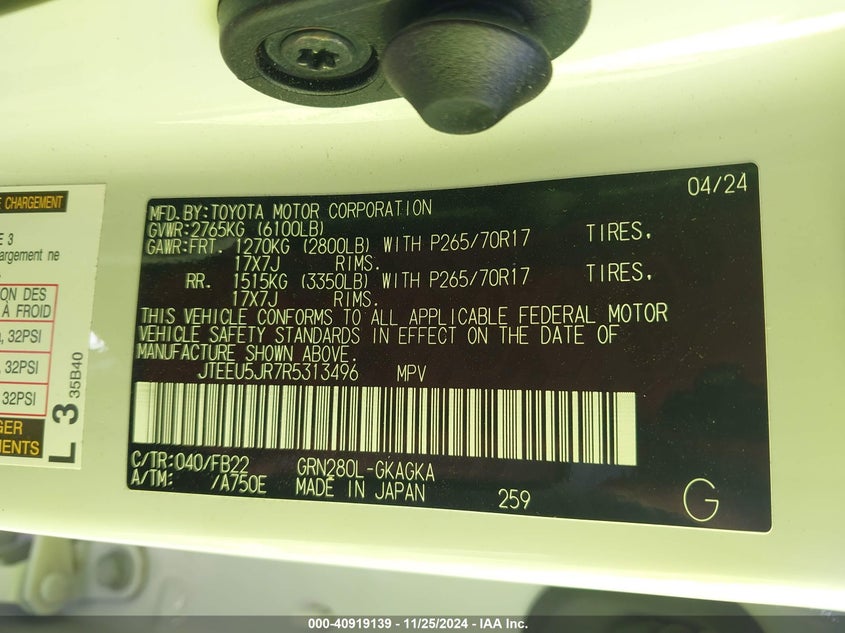 E CHARGEMENT
E 3
argement ne
ON DES
À FROID
, 32PSI
, 32PSI
32PSI
GER
MENTS
L 3
35B40
04/24
MFD. BY: TOYOTA MOTOR CORPORATION
GVWR: 2765KG (6100LB)
GAWR: FRT. 1270KG (2800LB) WITH P265/70R17 TIRES,
17X7J RIMS.
RR. 1515KG (3350LB) WITH P265/70R17 TIRES,
17X7J RIMS.
THIS VEHICLE CONFORMS TO ALL APPLICABLE FEDERAL MOTOR
VEHICLE SAFETY STANDARDS IN EFFECT ON THE DATE OF
MANUFACTURE SHOWN ABOVE.
JTEEU5JR7R5313496 MPV
C/TR: 040/FB22 GRN280L-GKAGKA
A/TM: /A750E MADE IN JAPAN 259
G
000-40919139 - 11/25/2024 - IAA Inc.